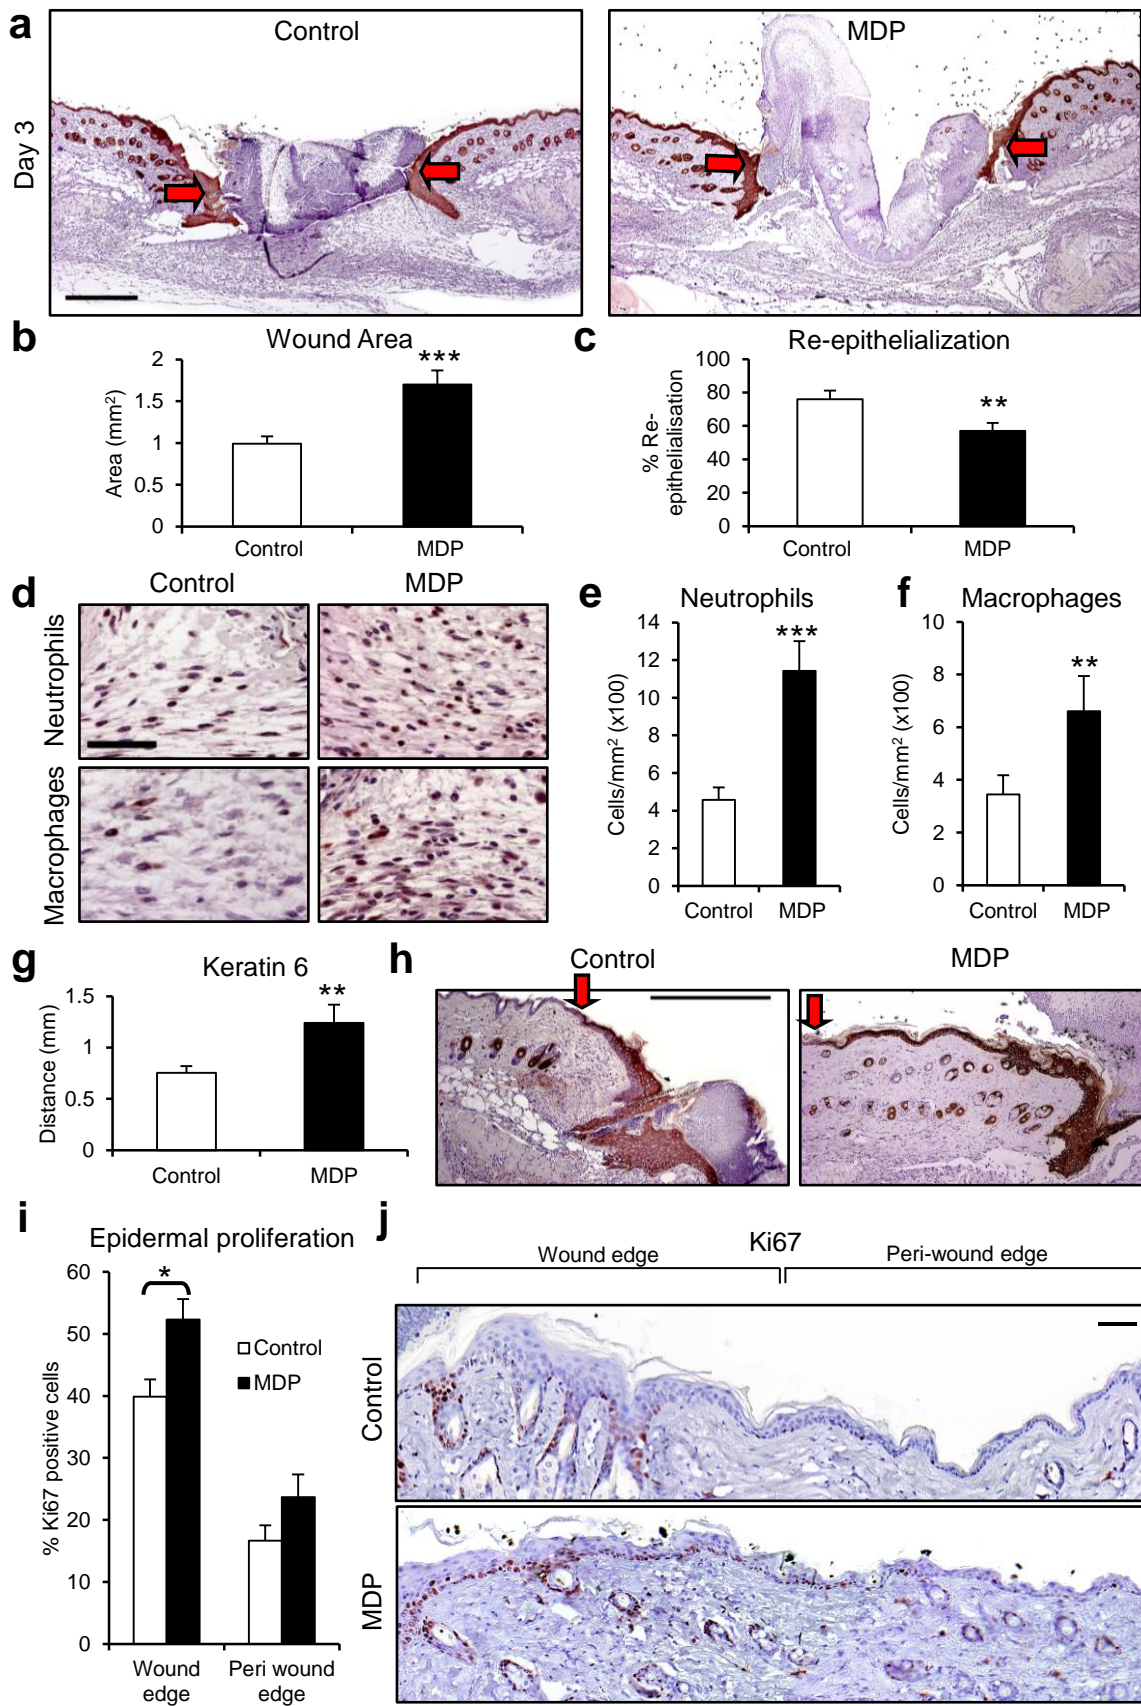 a
Control
MDP
Day 3
b
Wound Area
***
2
1.5
1
0.5
0
Area (mm²)
Control
MDP
c
Re-epithelialization
**
100
80
60
40
20
0
% Re-
epithelialisation
Control
MDP
d
Control
MDP
Neutrophils
Macrophages
e
Neutrophils
***
14
12
10
8
6
4
2
0
Cells/mm² (x100)
Control
MDP
f
Macrophages
**
10
8
6
4
2
0
Cells/mm² (x100)
Control
MDP
g
Keratin 6
**
1.5
1
0.5
0
Distance (mm)
Control
MDP
h
Control
MDP
i
Epidermal proliferation
*
60
50
40
30
20
10
0
% Ki67 positive cells
Control
MDP
Wound
edge
Peri wound
edge
j
Ki67
Wound edge
Peri-wound edge
Control
MDP